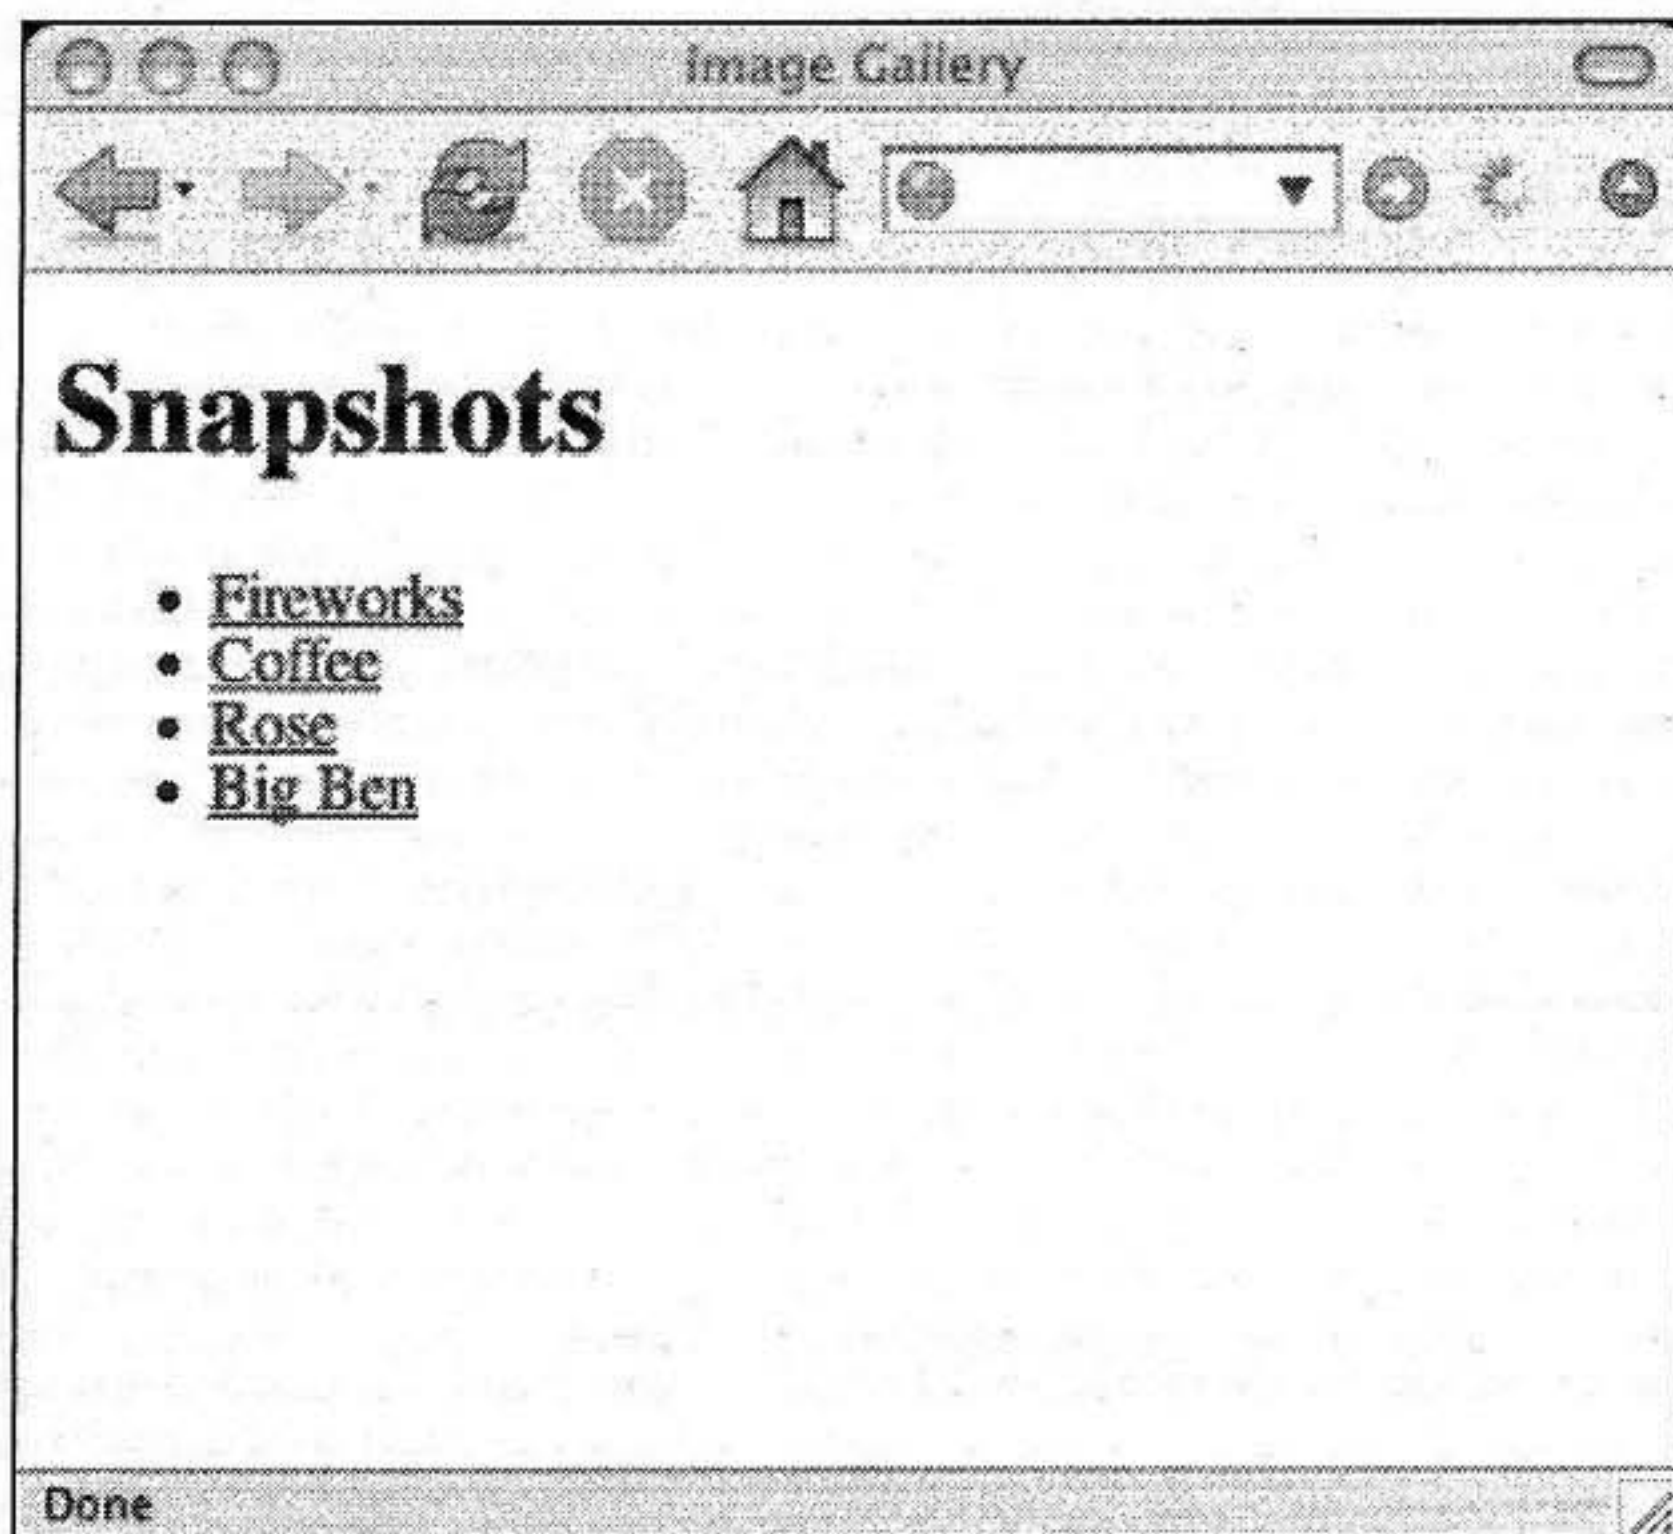 Image Gallery
Snapshots
• Fireworks
• Coffee
• Rose
• Big Ben
Done